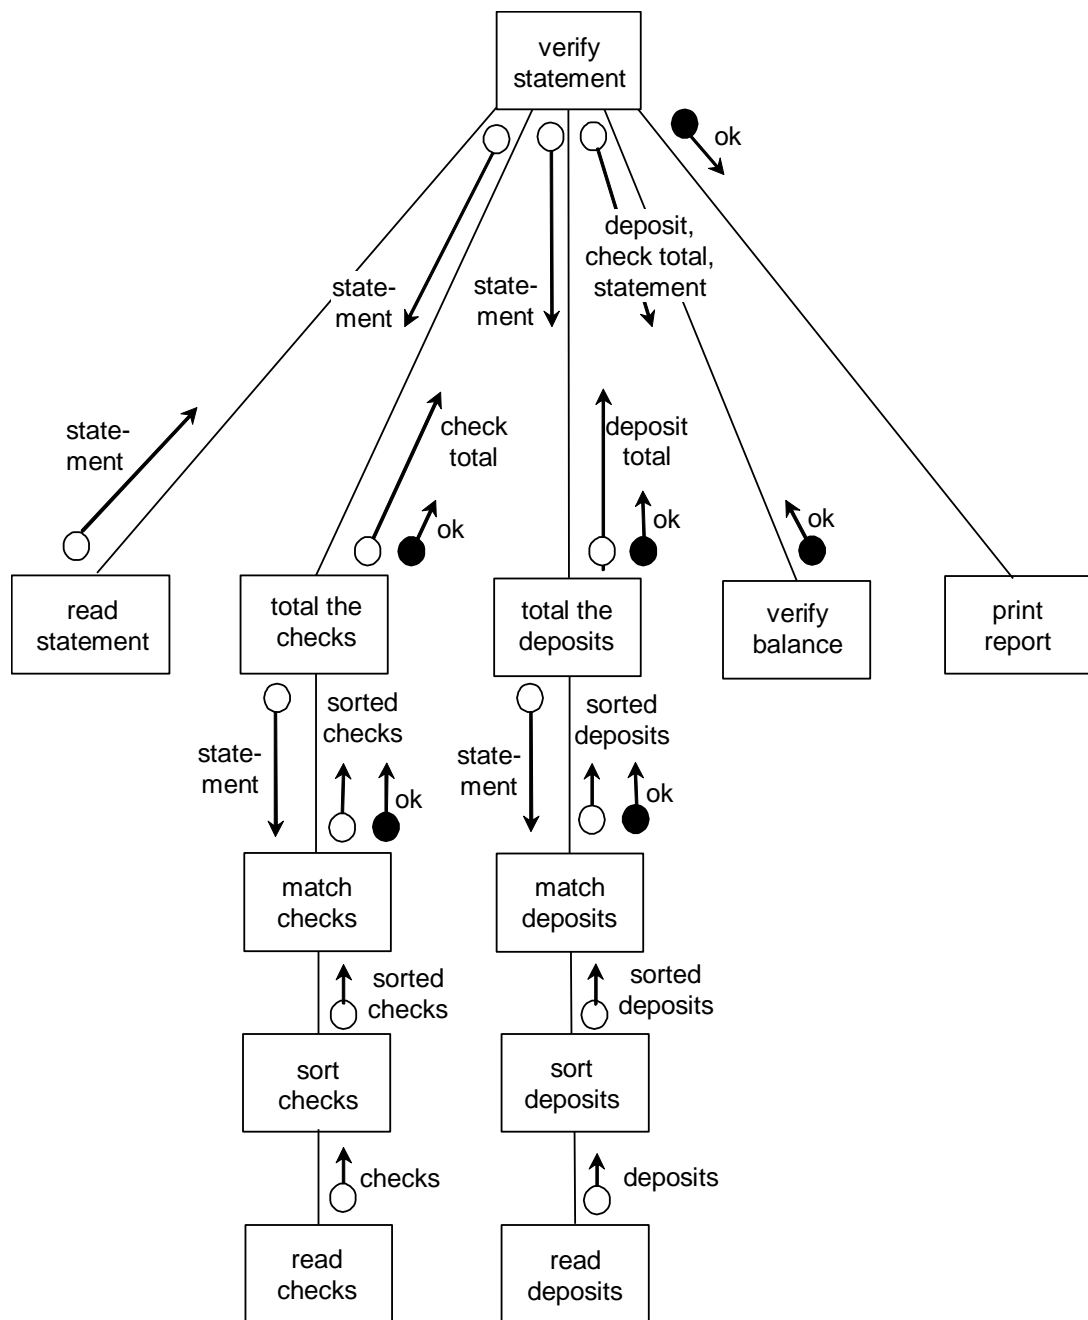 verify
statement
ok
deposit,
check total,
statement
state-
ment
state-
ment
state-
ment
check
total
ok
deposit
total
ok
ok
read
statement
total the
checks
total the
deposits
verify
balance
print
report
state-
ment
sorted
checks
ok
state-
ment
sorted
deposits
ok
match
checks
match
deposits
sorted
checks
sorted
deposits
sort
checks
sort
deposits
checks
deposits
read
checks
read
deposits